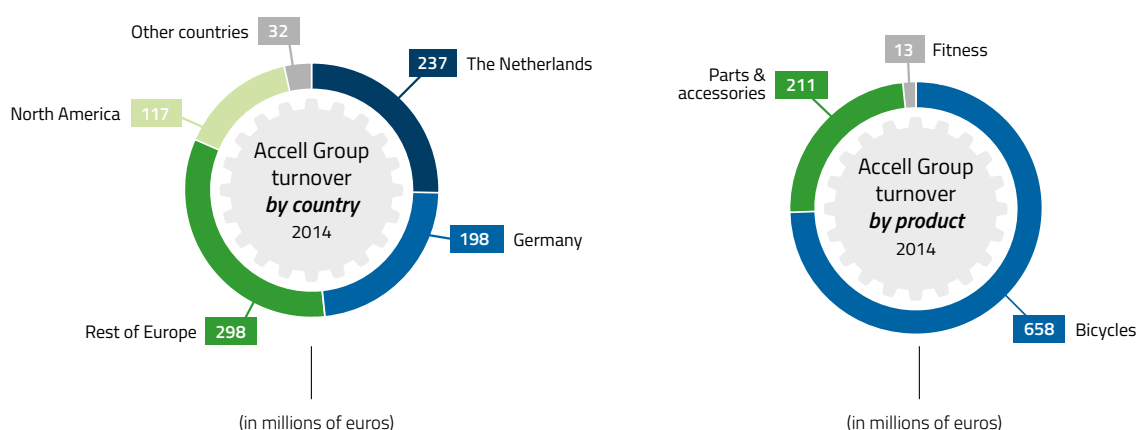 Other countries 32
237 The Netherlands
North America 117
Accell Group
turnover
by country
2014
198 Germany
Rest of Europe 298
(in millions of euros)
13 Fitness
Parts &
accessories
211
Accell Group
turnover
by product
2014
658 Bicycles
(in millions of euros)